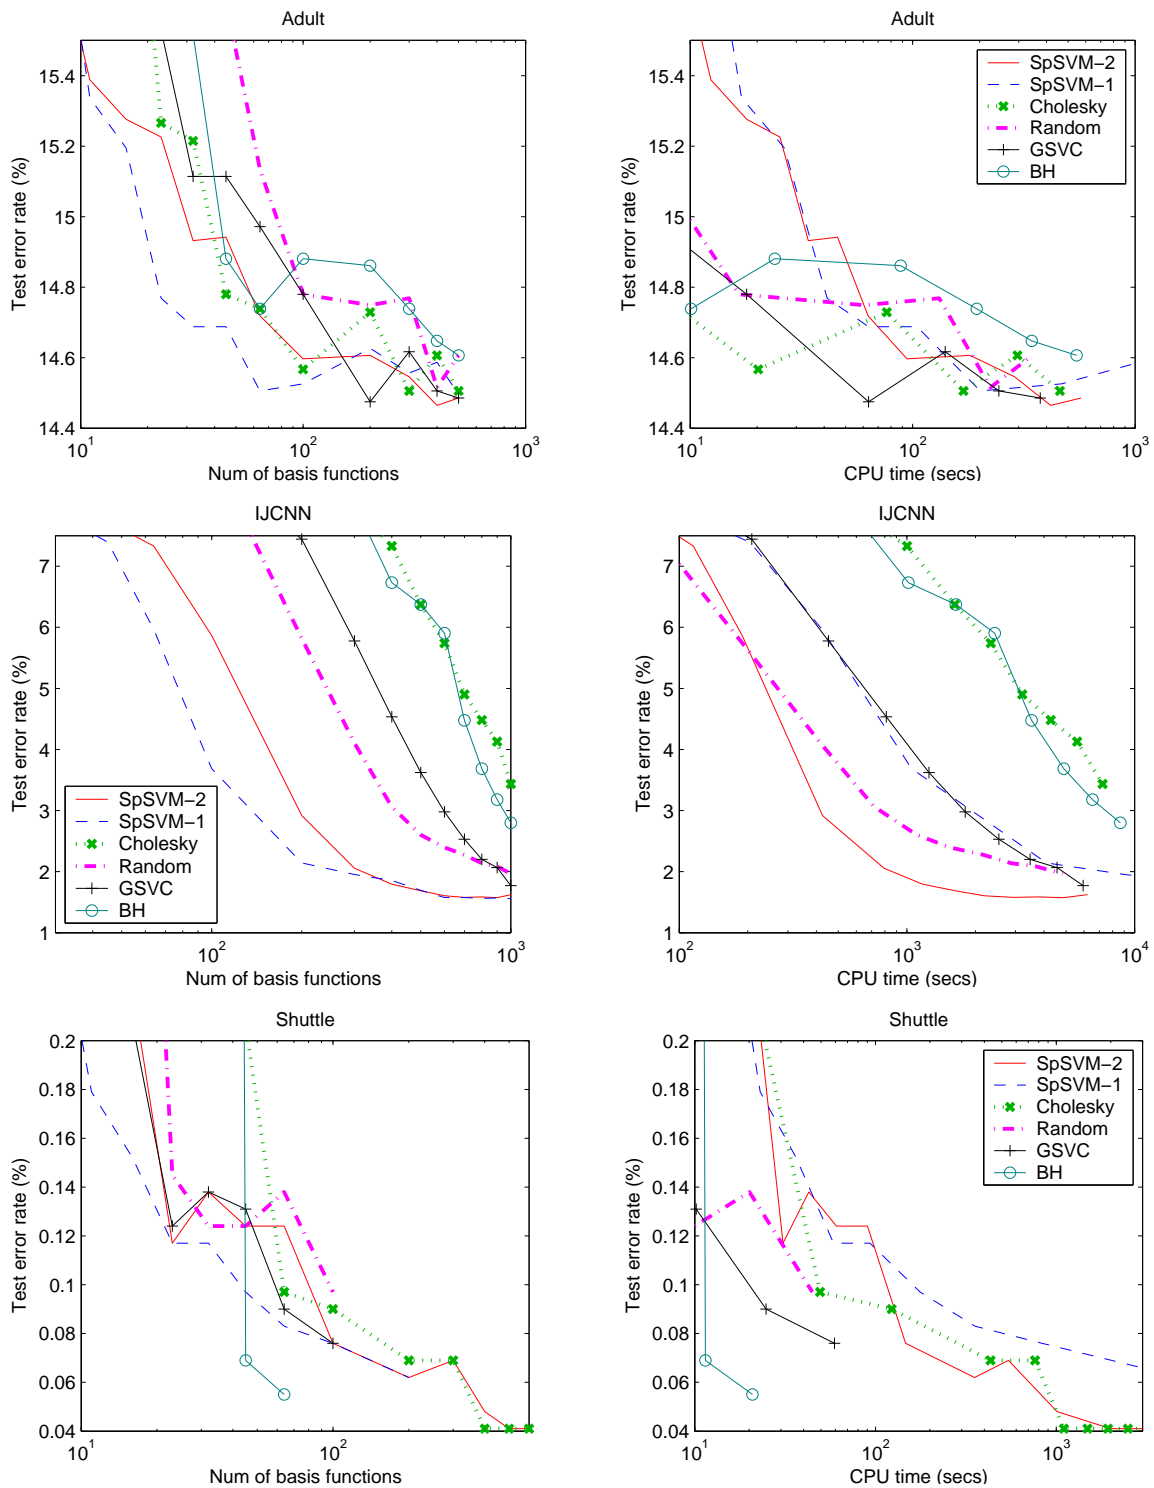 Adult
15.4
15.2
15
14.8
14.6
14.4
10^1
10^2
10^3
Test error rate (%)
Num of basis functions
Adult
15.4
15.2
15
14.8
14.6
14.4
10^1
10^2
10^3
Test error rate (%)
CPU time (secs)
SpSVM−2
SpSVM−1
Cholesky
Random
GSVC
BH
IJCNN
7
6
5
4
3
2
1
10^2
10^3
Test error rate (%)
Num of basis functions
SpSVM−2
SpSVM−1
Cholesky
Random
GSVC
BH
IJCNN
7
6
5
4
3
2
1
10^2
10^3
10^4
Test error rate (%)
CPU time (secs)
Shuttle
0.2
0.18
0.16
0.14
0.12
0.1
0.08
0.06
0.04
10^1
10^2
Test error rate (%)
Num of basis functions
Shuttle
0.2
0.18
0.16
0.14
0.12
0.1
0.08
0.06
0.04
10^1
10^2
10^3
Test error rate (%)
CPU time (secs)
SpSVM−2
SpSVM−1
Cholesky
Random
GSVC
BH